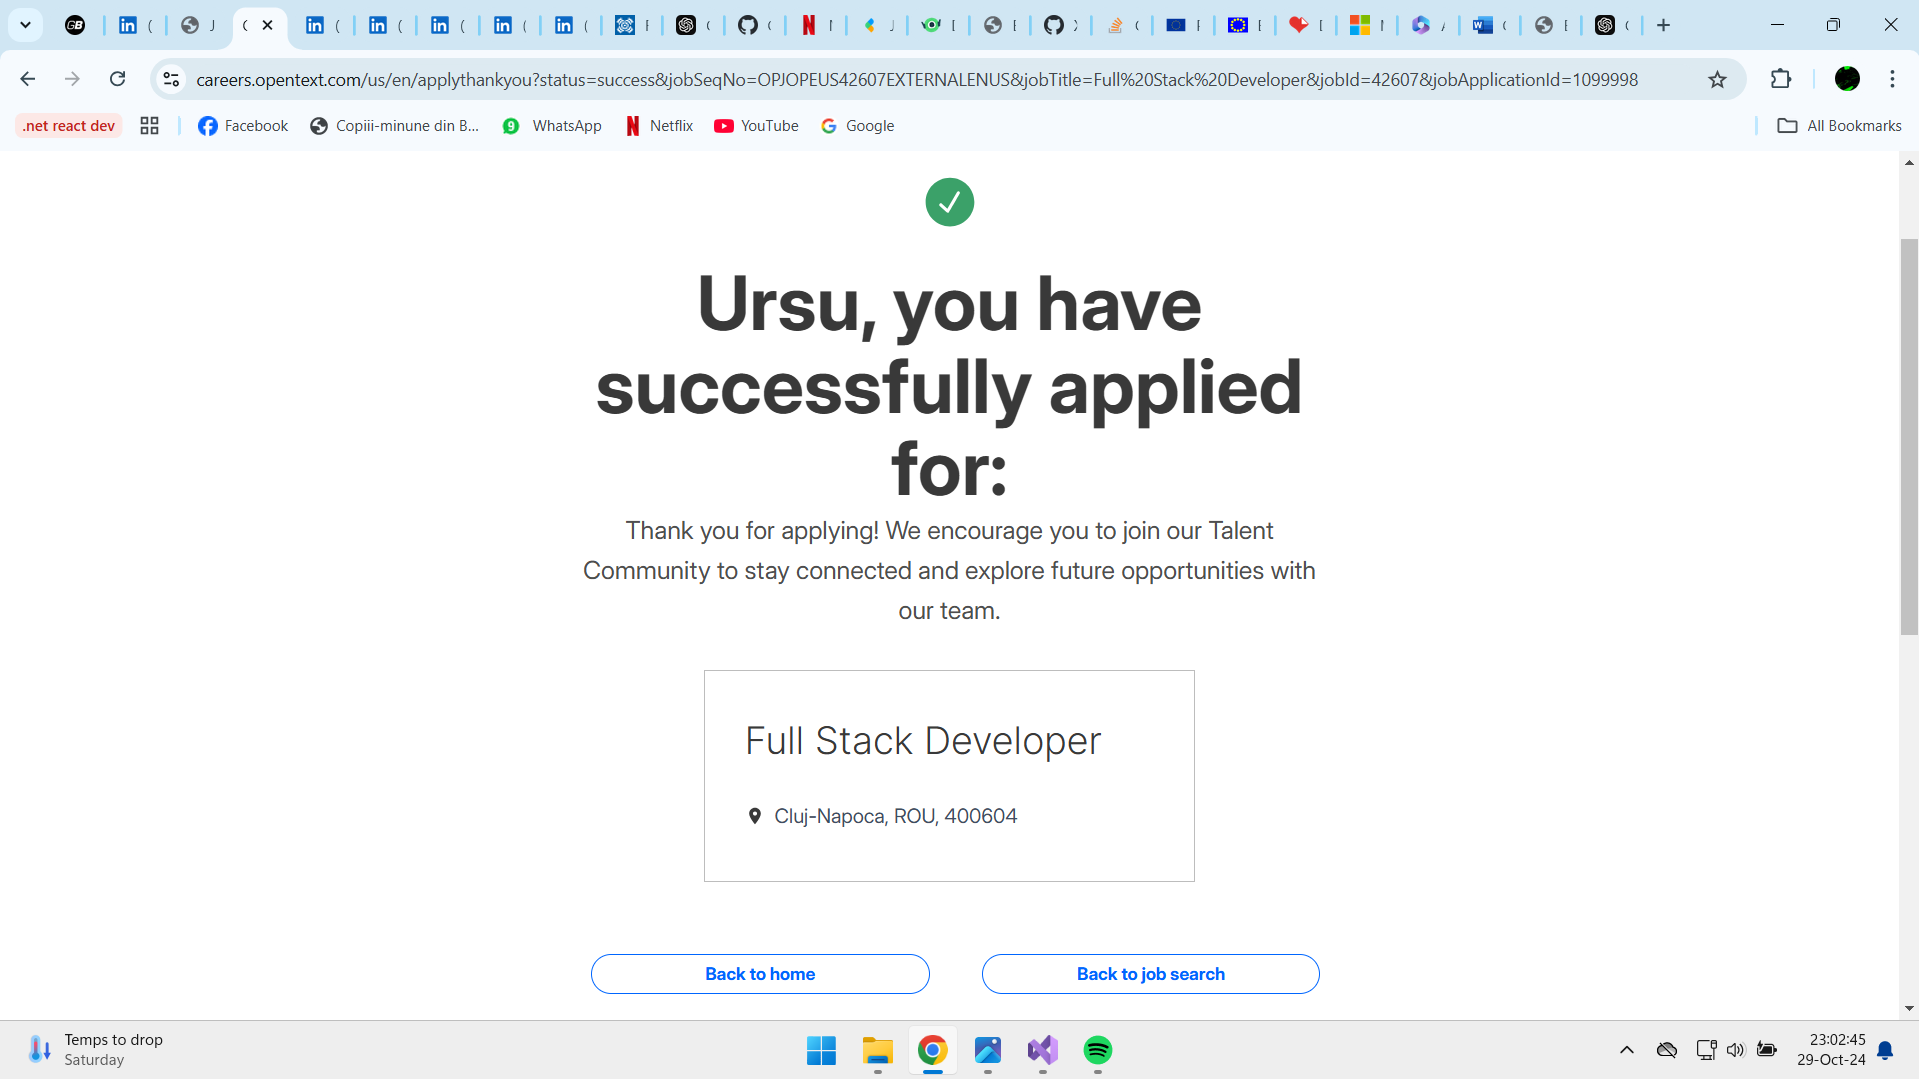 careers.opentext.com/us/en/applythankyou?status=success&jobSeqNo=OPJOPEUS42607EXTERNALENUS&jobTitle=Full%20Stack%20Developer&jobId=42607&jobApplicationId=1099998
.net react dev
Facebook
Copiii-minune din B...
WhatsApp
Netflix
YouTube
Google
All Bookmarks
Ursu, you have
successfully applied
for:
Thank you for applying! We encourage you to join our Talent
Community to stay connected and explore future opportunities with
our team.
Full Stack Developer
Cluj-Napoca, ROU, 400604
Back to home
Back to job search
Temps to drop
Saturday
23:02:45
29-Oct-24